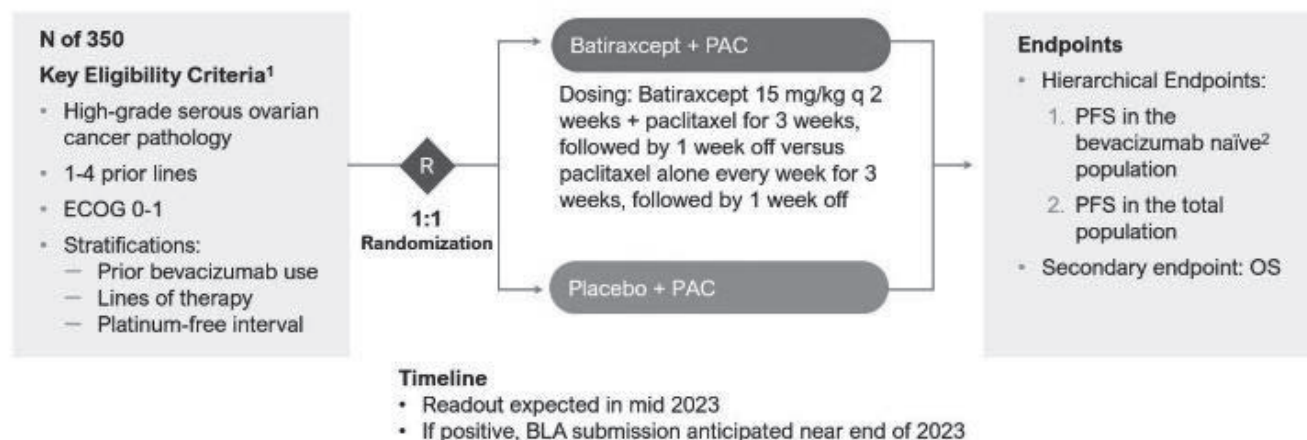 N of 350
Key Eligibility Criteria¹
• High-grade serous ovarian
cancer pathology
• 1-4 prior lines
• ECOG 0-1
• Stratifications:
— Prior bevacizumab use
— Lines of therapy
— Platinum-free interval
R
1:1
Randomization
Batiraxcept + PAC
Dosing: Batiraxcept 15 mg/kg q 2
weeks + paclitaxel for 3 weeks,
followed by 1 week off versus
paclitaxel alone every week for 3
weeks, followed by 1 week off
Placebo + PAC
Endpoints
• Hierarchical Endpoints:
1. PFS in the
bevacizumab naïve²
population
2. PFS in the total
population
• Secondary endpoint: OS
Timeline
• Readout expected in mid 2023
• If positive, BLA submission anticipated near end of 2023